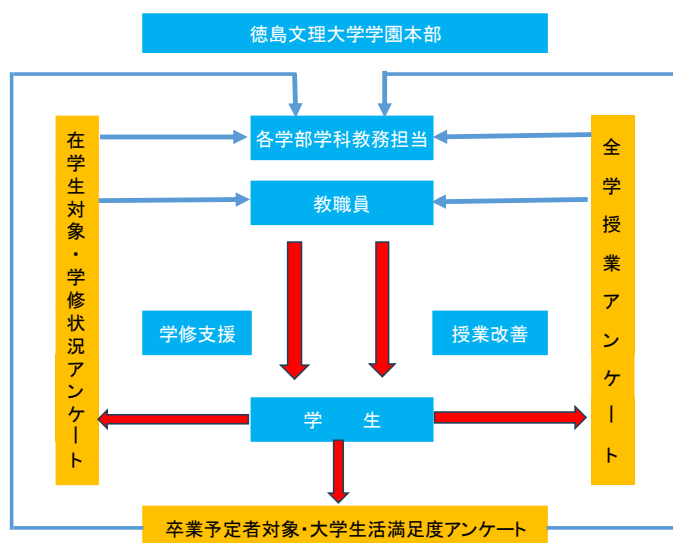 徳島文理大学学園本部
各学部学科教務担当
教職員
在学生対象・学修状況アンケート
全学授業アンケート
学修支援
授業改善
学　　生
卒業予定者対象・大学生活満足度アンケート